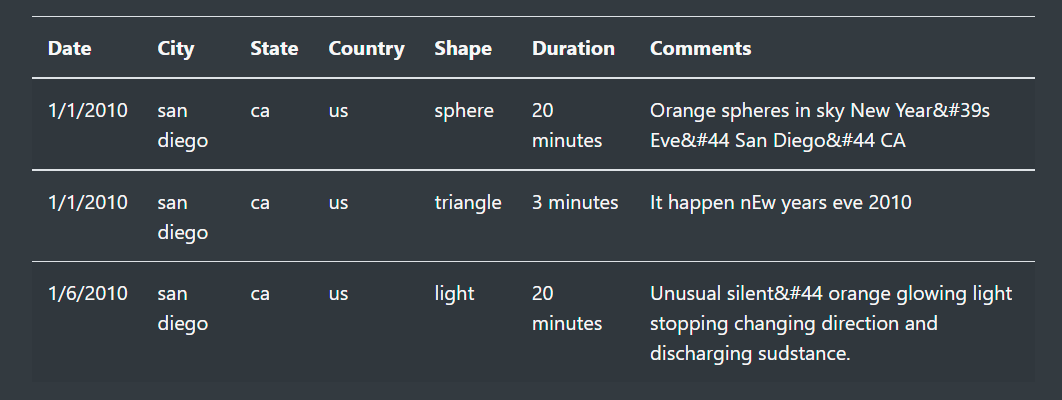 Date City State Country Shape Duration Comments
1/1/2010 san ca us sphere 20 Orange spheres in sky New Year&#39s
diego minutes Eve&#44 San Diego&#44 CA
1/1/2010 san ca us triangle 3 minutes It happen nEw years eve 2010
diego
1/6/2010 san ca us light 20 Unusual silent&#44 orange glowing light
diego minutes stopping changing direction and
discharging sudstance.